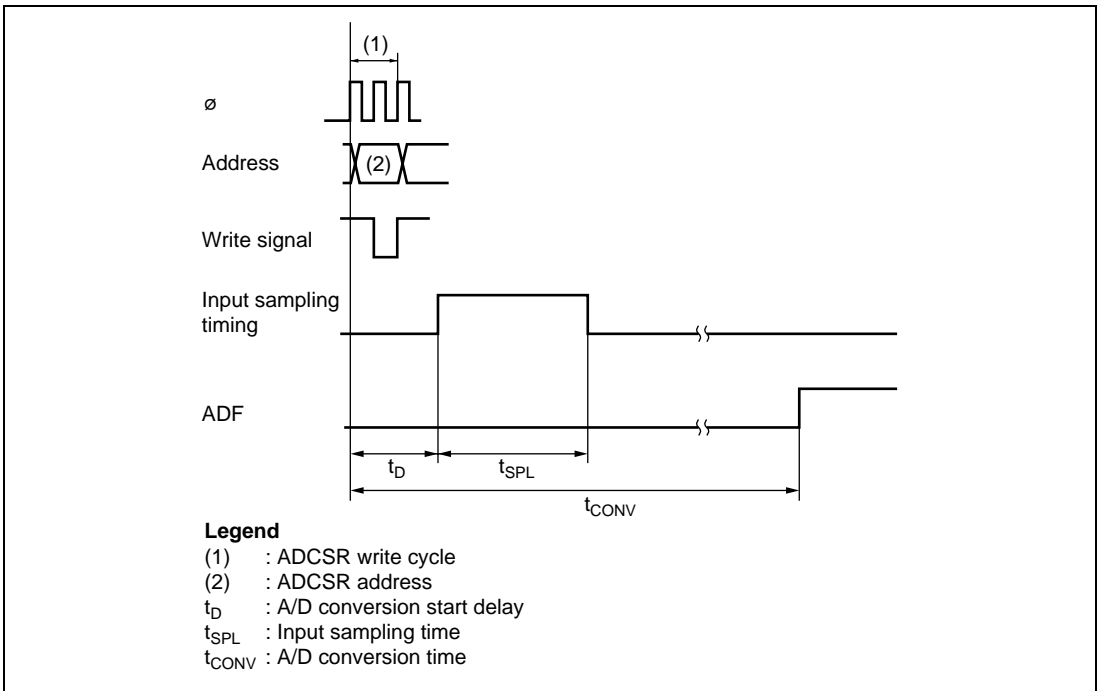 (1)
ø
Address
(2)
Write signal
Input sampling
timing
ADF
tD
tSPL
tCONV
Legend
(1) : ADCSR write cycle
(2) : ADCSR address
tD : A/D conversion start delay
tSPL : Input sampling time
tCONV : A/D conversion time